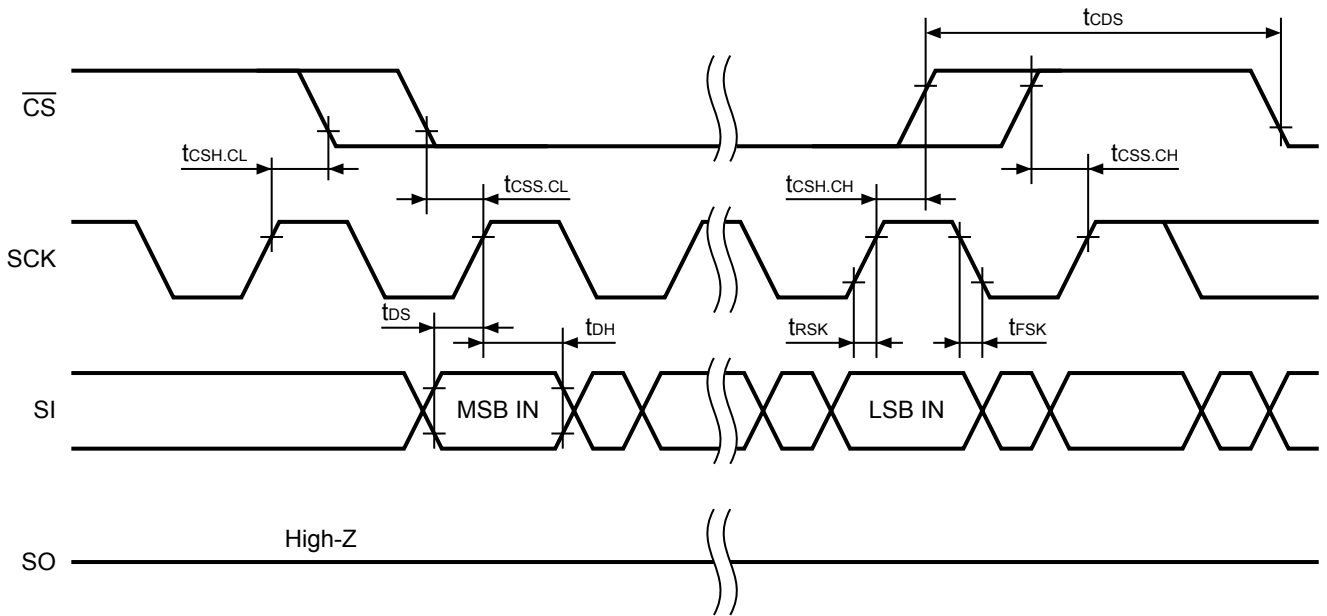 tCDS
CS
tCSH.CL
tCSS.CL
tCSH.CH
tCSS.CH
SCK
tDS
tDH
tRSK
tFSK
SI
MSB IN
LSB IN
High-Z
SO